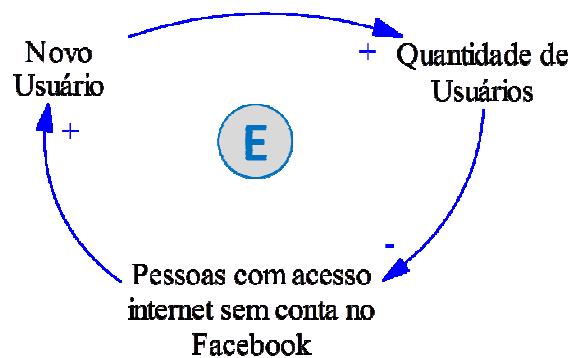 Novo
Usuário
+
Quantidade de
Usuários
+
E
-
Pessoas com acesso
internet sem conta no
Facebook